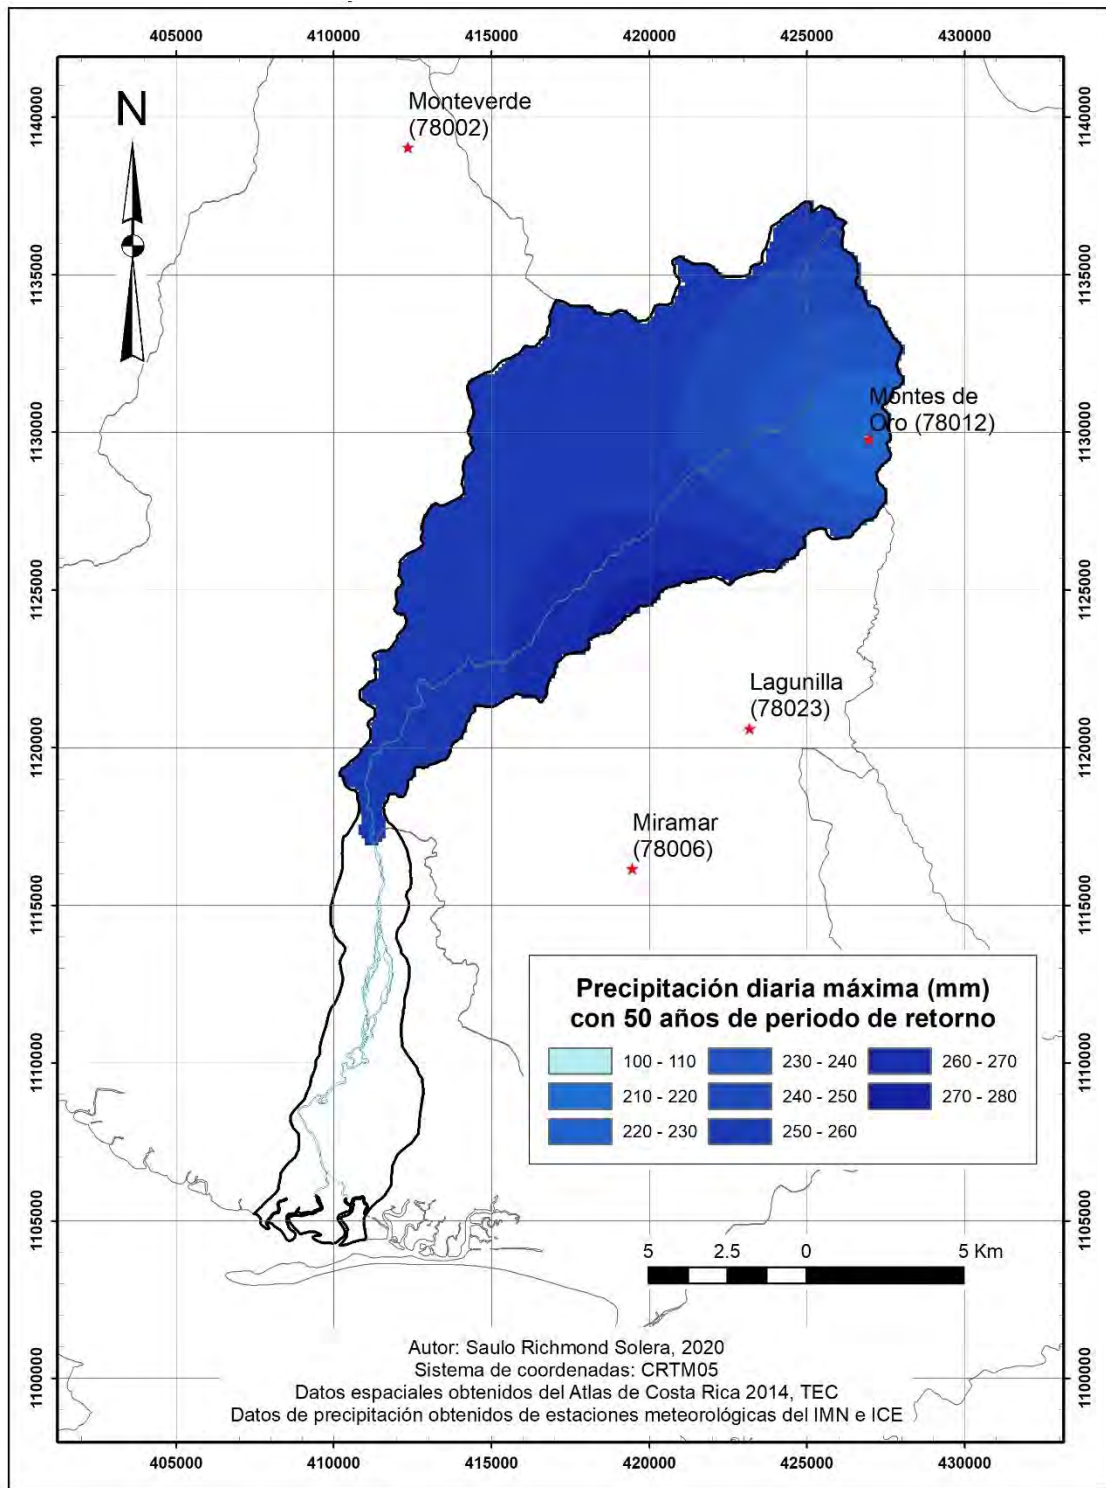 405000 410000 415000 420000 425000 430000
N
Monteverde
(78002)
Montes de
Oro (78012)
Lagunilla
(78023)
Miramar
(78006)
1140000 1140000
1135000 1135000
1130000 1130000
1125000 1125000
1120000 1120000
1115000 1115000
1110000 1110000
1105000 1105000
1100000 1100000
Precipitación diaria máxima (mm)
con 50 años de periodo de retorno
100 - 110 230 - 240 260 - 270
210 - 220 240 - 250 270 - 280
220 - 230 250 - 260
5 2.5 0 5 Km
Autor: Saulo Richmond Solera, 2020
Sistema de coordenadas: CRTM05
Datos espaciales obtenidos del Atlas de Costa Rica 2014, TEC
Datos de precipitación obtenidos de estaciones meteorológicas del IMN e ICE
405000 410000 415000 420000 425000 430000